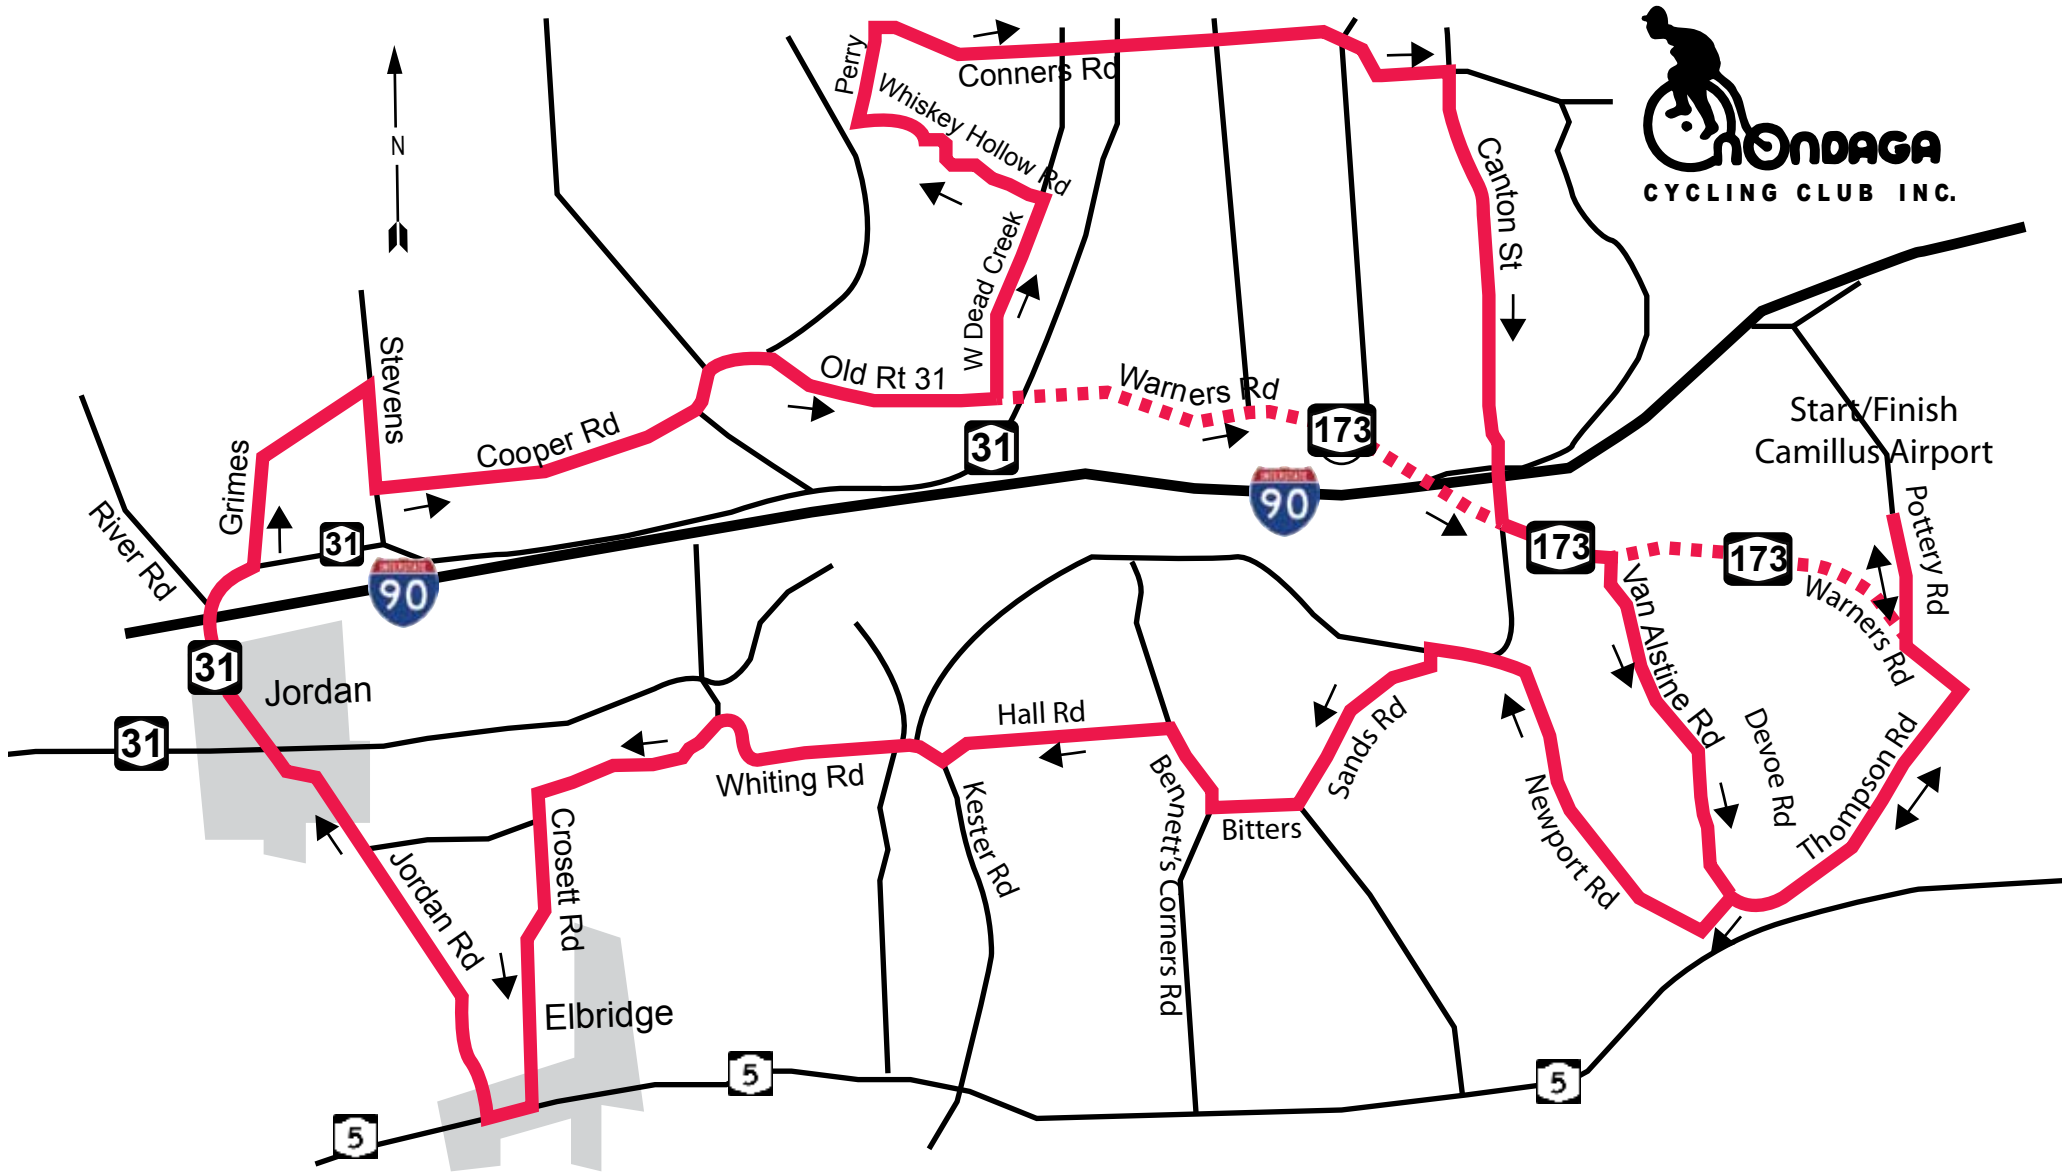 Perry
Conners Rd
Whiskey Hollow Rd
N
ONONDAGA
CYCLING CLUB INC.
Canton St
W Dead Creek
Stevens
Old Rt 31
Warners Rd
173
31
Start/Finish
Camillus Airport
Cooper Rd
Grimes
River Rd
31
90
90
173
173
Pottery Rd
Warners Rd
Van Alstine Rd
31
Jordan
31
Hall Rd
Sands Rd
Devoe Rd
Thompson Rd
Newport Rd
Whiting Rd
Bennett's Corners Rd
Bitters
Kester Rd
Crosett Rd
Jordan Rd
Elbridge
5
5
5